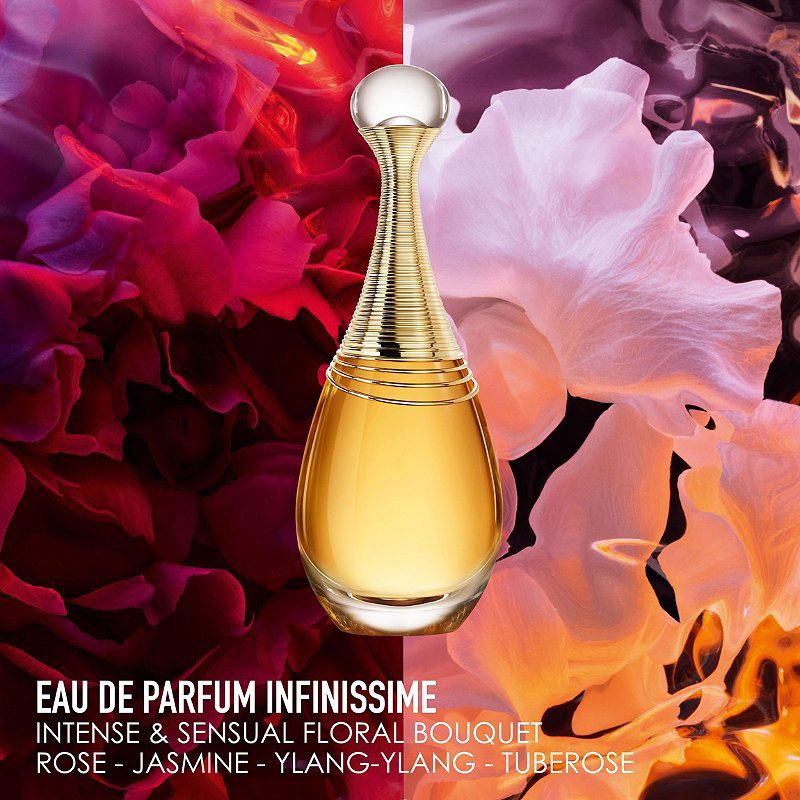 EAU DE PARFUM INFINISSIME
INTENSE & SENSUAL FLORAL BOUQUET
ROSE - JASMINE - YLANG-YLANG - TUBEROSE